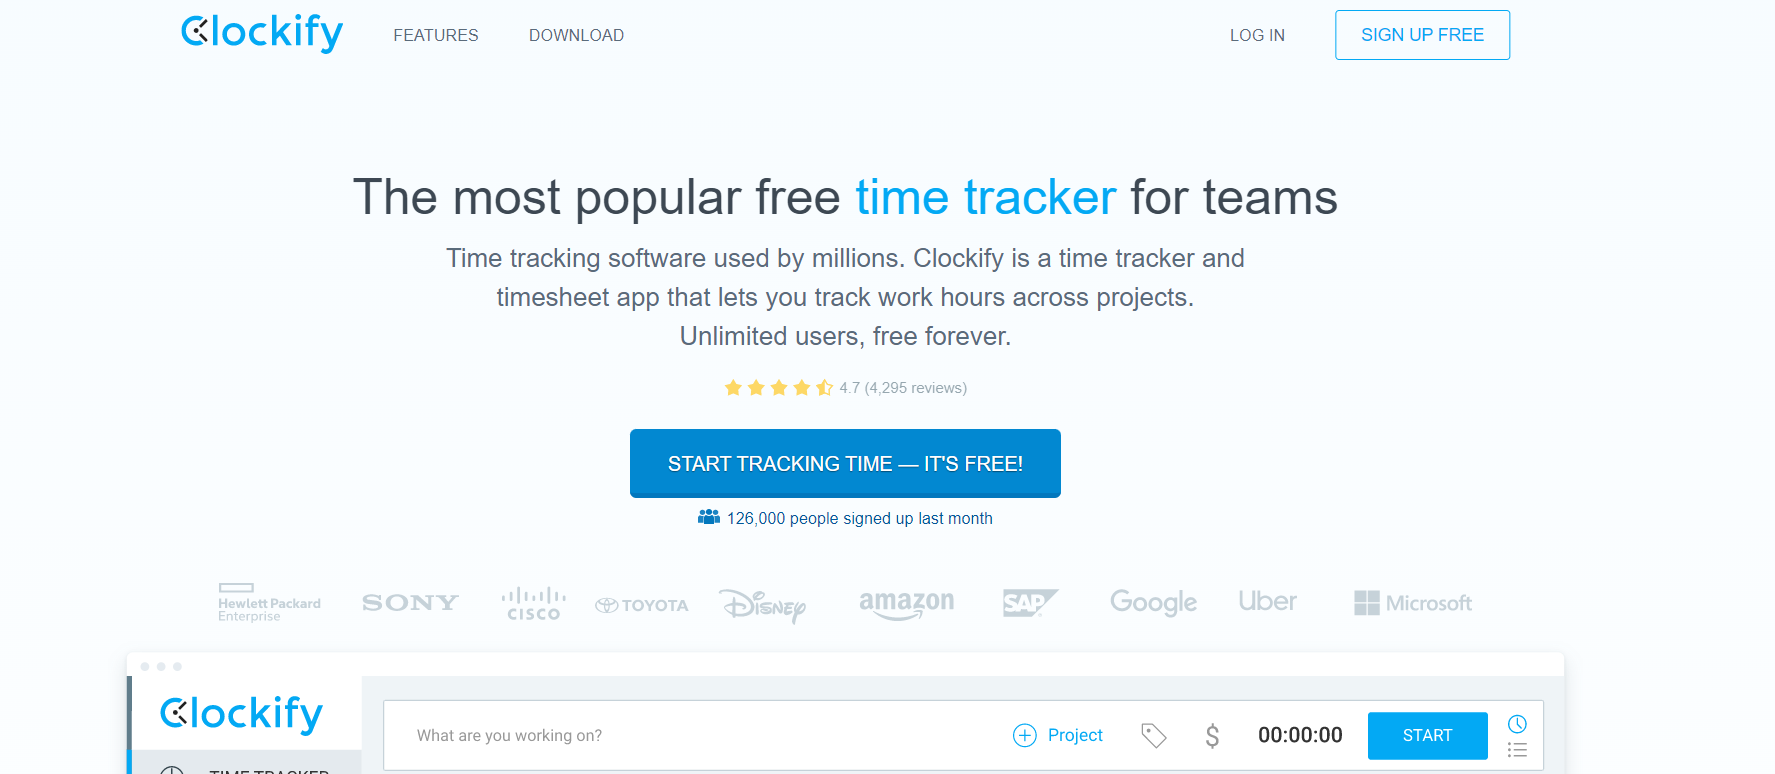 Clockify FEATURES DOWNLOAD LOG IN SIGN UP FREE
The most popular free time tracker for teams
Time tracking software used by millions. Clockify is a time tracker and
timesheet app that lets you track work hours across projects.
Unlimited users, free forever.
4.7 (4,295 reviews)
START TRACKING TIME — IT'S FREE!
126,000 people signed up last month
Hewlett Packard
Enterprise
SONY
CISCO
TOYOTA
Disney
amazon
SAP
Google
Uber
Microsoft
Clockify
What are you working on? Project $ 00:00:00 START
TIME TRACKER